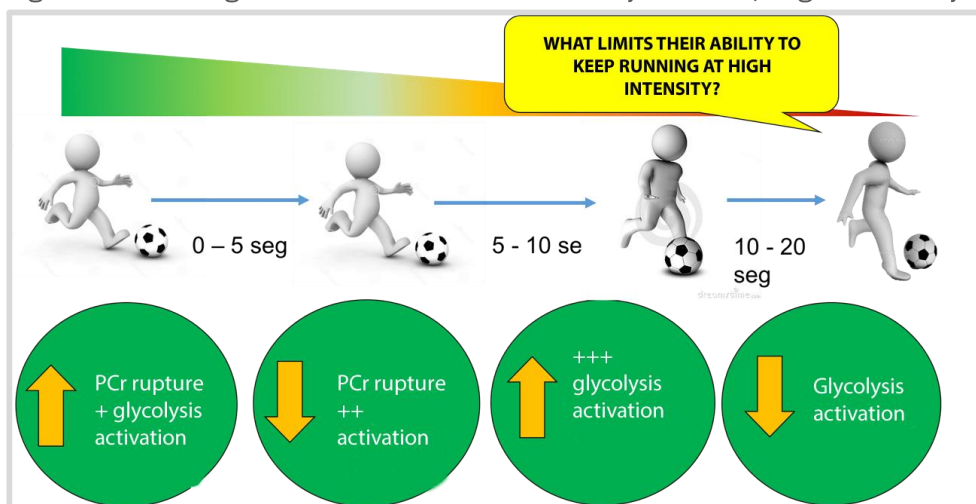 WHAT LIMITS THEIR ABILITY TO
KEEP RUNNING AT HIGH
INTENSITY?
0 – 5 seg
5 - 10 se
10 - 20
seg
dreamstime
PCr rupture
+ glycolysis
activation
PCr rupture
++
activation
+++
glycolysis
activation
Glycolysis
activation